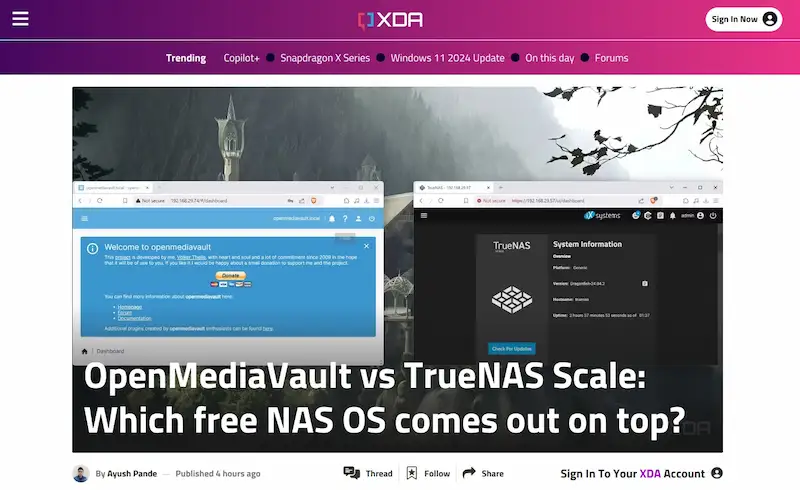 XDA
Sign In Now
Trending Copilot+ Snapdragon X Series Windows 11 2024 Update On this day Forums
openmediavault.local - op
Not secure 192.168.29.74/#/dashboard
openmediavault.local
Welcome to openmediavault
This project is developed by me, Volker Theile, with heart and soul and a lot of commitment since 2009 in the hope
that it will be of use to you. If you like it I would be happy about a small donation to support me and the project.
Donate
You can find more information about openmediavault here:
Homepage
Forum
Documentation
Additional plugins created by openmediavault enthusiasts can be found here.
Dashboard
TrueNAS - 192.168.29.57
Not secure https://192.168.29.57/ui/dashboard
systems
admin
TrueNAS
System Information
Overview
Platform: Generic
Version: Dragonfish-24.04.2
Hostname: truenas
Uptime: 2 hours 57 minutes 53 seconds as of 01:37
Check For Updates
OpenMediaVault vs TrueNAS Scale:
Which free NAS OS comes out on top?
XDA
By Ayush Pande — Published 4 hours ago
Thread Follow Share
Sign In To Your XDA Account